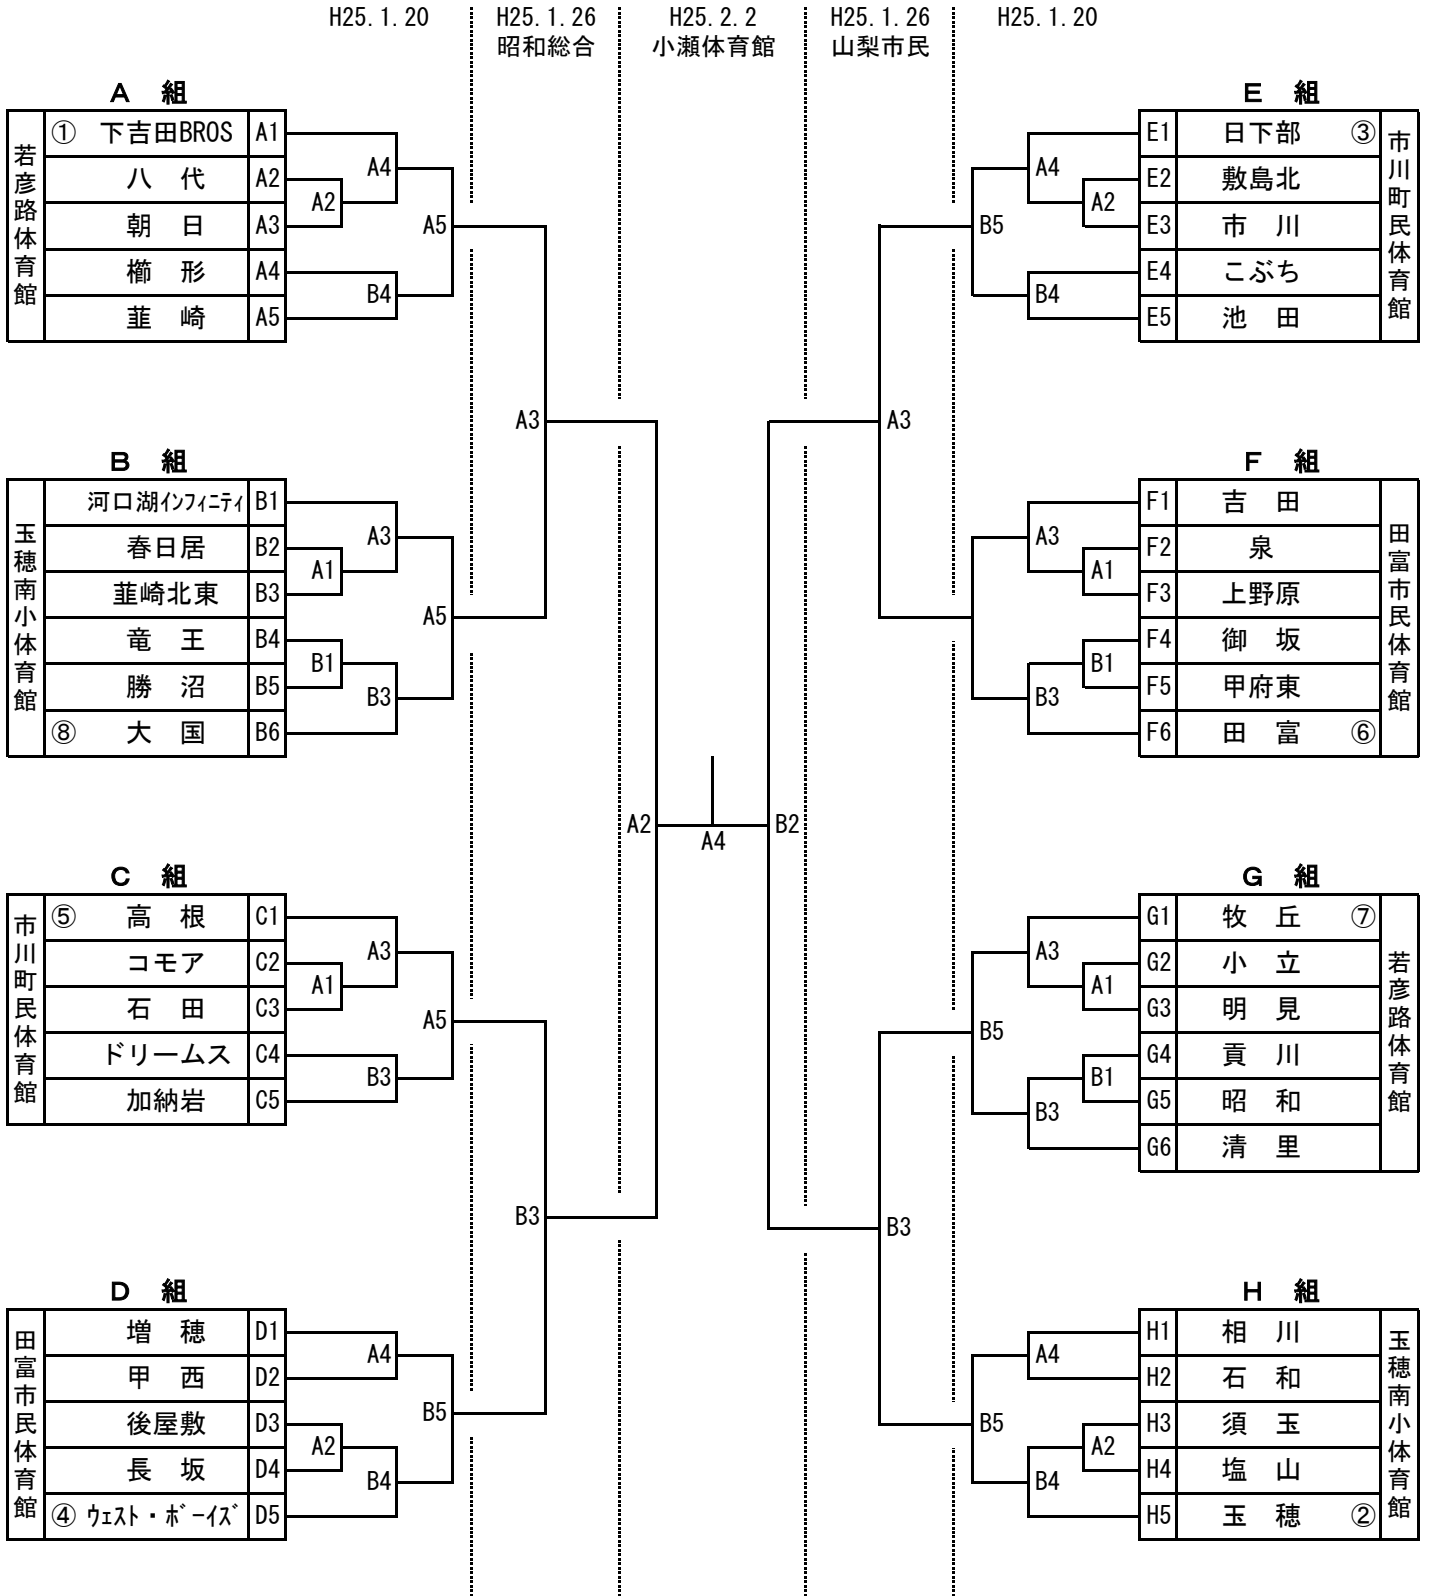 H25.1.20 H25.1.26 H25.2.2 H25.1.26 H25.1.20
昭和総合 小瀬体育館 山梨市民
A 組
若彦路体育館
① 下吉田BROS A1
八 代 A2
朝 日 A3
櫛 形 A4
韮 崎 A5
A2
A4
B4
A5
B 組
玉穂南小体育館
河口湖インフィニティ B1
春日居 B2
韮崎北東 B3
竜 王 B4
勝 沼 B5
⑧ 大 国 B6
A1
B1
A3
B3
A5
A3
C 組
市川町民体育館
⑤ 高 根 C1
コモア C2
石 田 C3
ドリームス C4
加納岩 C5
A1
A3
B3
A5
D 組
田富市民体育館
増 穂 D1
甲 西 D2
後屋敷 D3
長 坂 D4
④ ウェスト・ボーイズ D5
A2
A4
B4
B5
B3
A2
A4
B2
E 組
市川町民体育館
E1 日下部 ③
E2 敷島北
E3 市 川
E4 こぶち
E5 池 田
A4
A2
B4
B5
A3
F 組
田富市民体育館
F1 吉 田
F2 泉
F3 上野原
F4 御 坂
F5 甲府東
F6 田 富 ⑥
A3
A1
B1
B3
G 組
若彦路体育館
G1 牧 丘 ⑦
G2 小 立
G3 明 見
G4 貢 川
G5 昭 和
G6 清 里
A3
A1
B1
B3
B5
B3
H 組
玉穂南小体育館
H1 相 川
H2 石 和
H3 須 玉
H4 塩 山
H5 玉 穂 ②
A4
A2
B4
B5